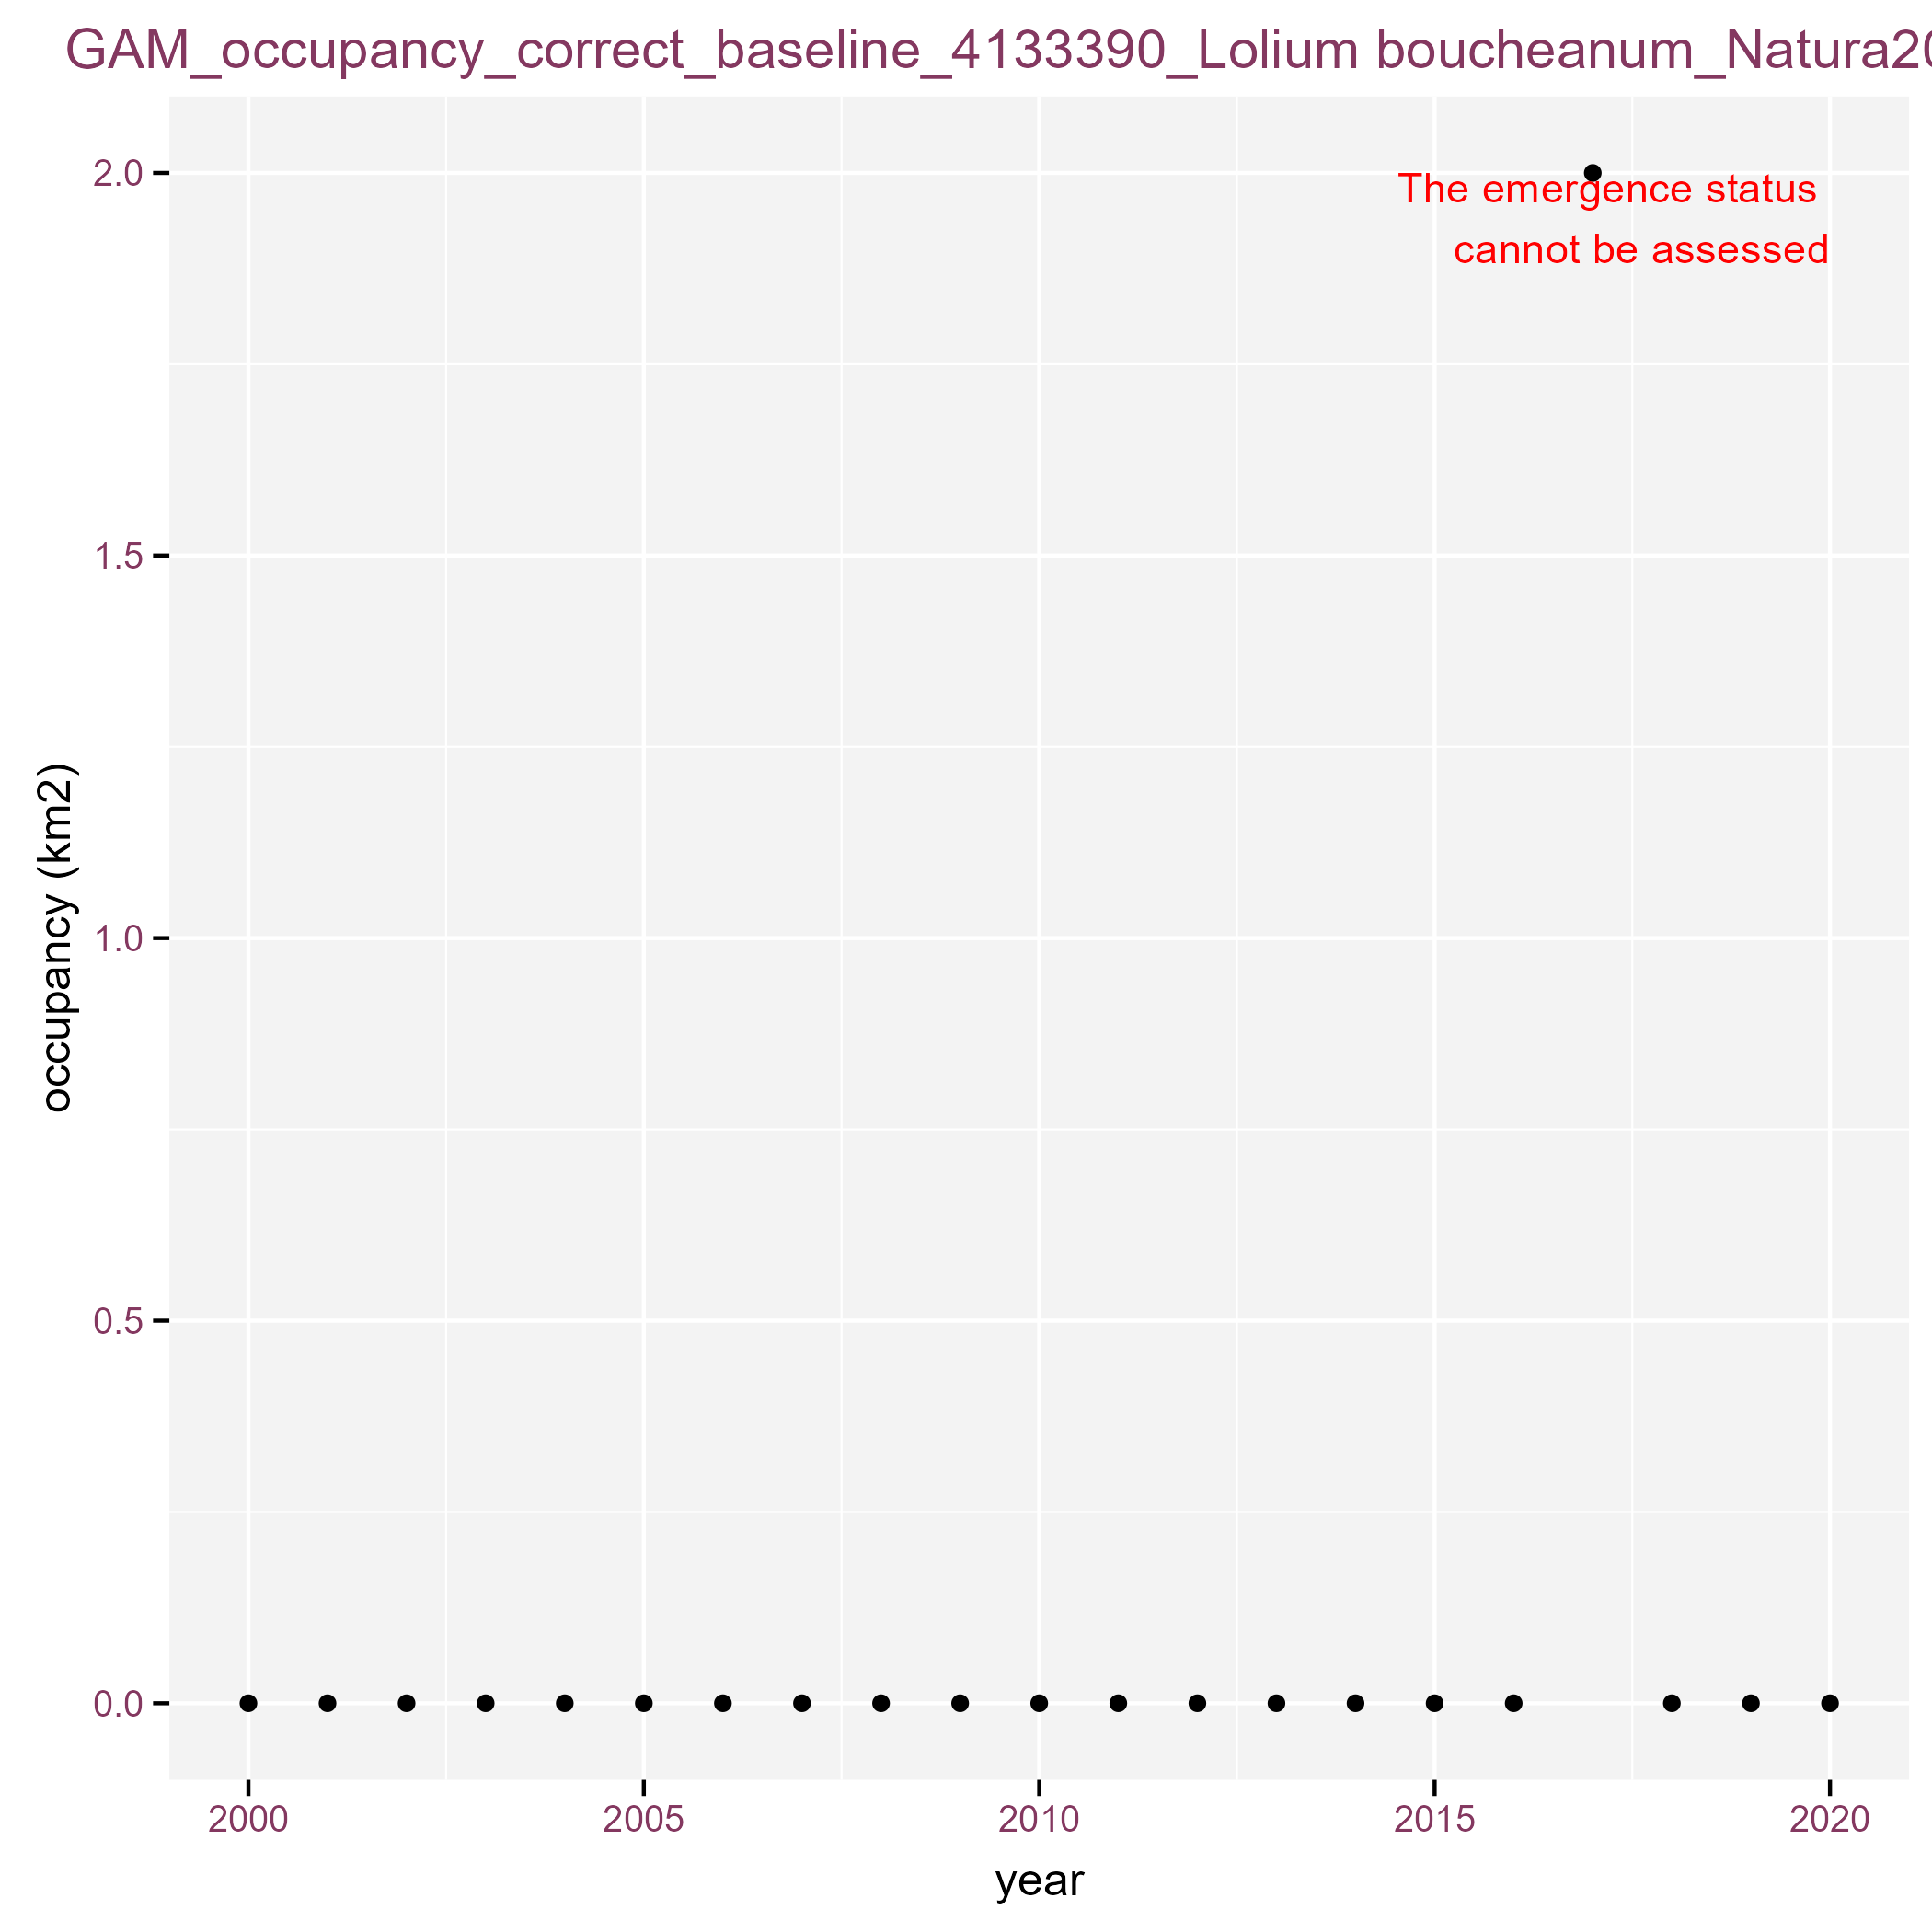 GAM_occupancy_correct_baseline_4133390_Lolium boucheanum_Natura20
2.0
The emergence status
cannot be assessed
1.5
occupancy (km2)
1.0
0.5
0.0
2000 2005 2010 2015 2020
year